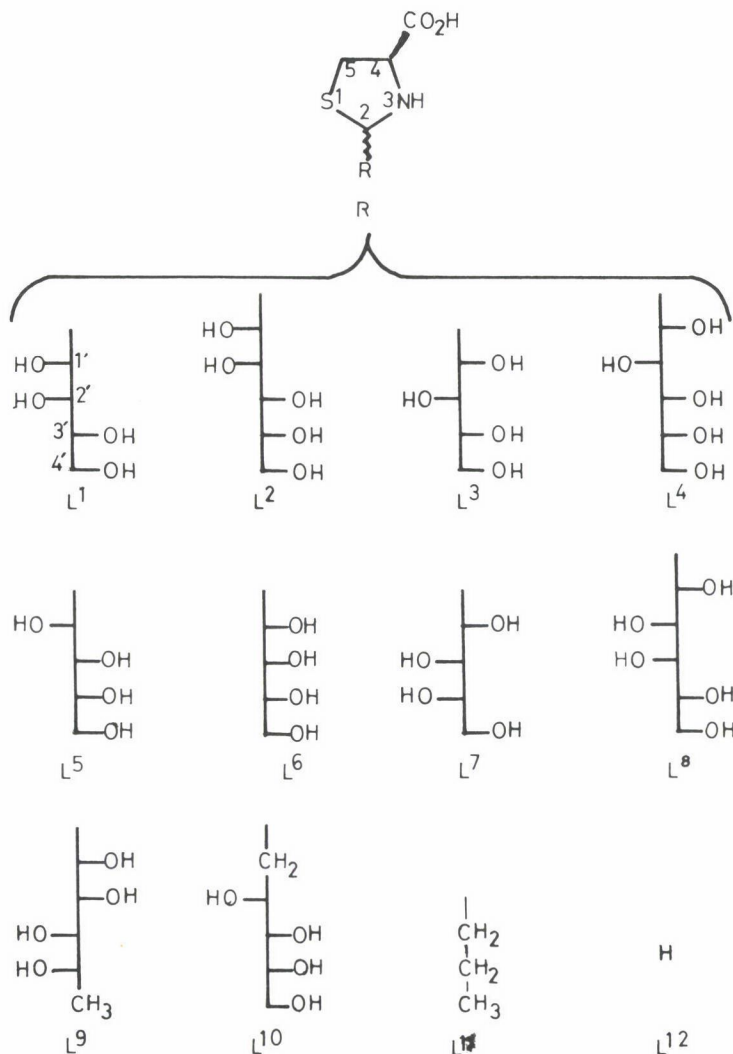 CO₂H
5 4
S1 3 NH
2
R
R
HO 1'
HO 2'
3' OH
4' OH
L¹
HO
HO
OH
OH
OH
L²
OH
HO
OH
OH
L³
OH
HO
OH
OH
OH
L⁴
HO
OH
OH
OH
L⁵
OH
OH
OH
OH
L⁶
OH
HO
HO
OH
L⁷
OH
HO
HO
OH
OH
L⁸
OH
OH
HO
HO
CH₃
L⁹
CH₂
HO
OH
OH
OH
L¹⁰
CH₂
CH₂
CH₃
H
L¹²